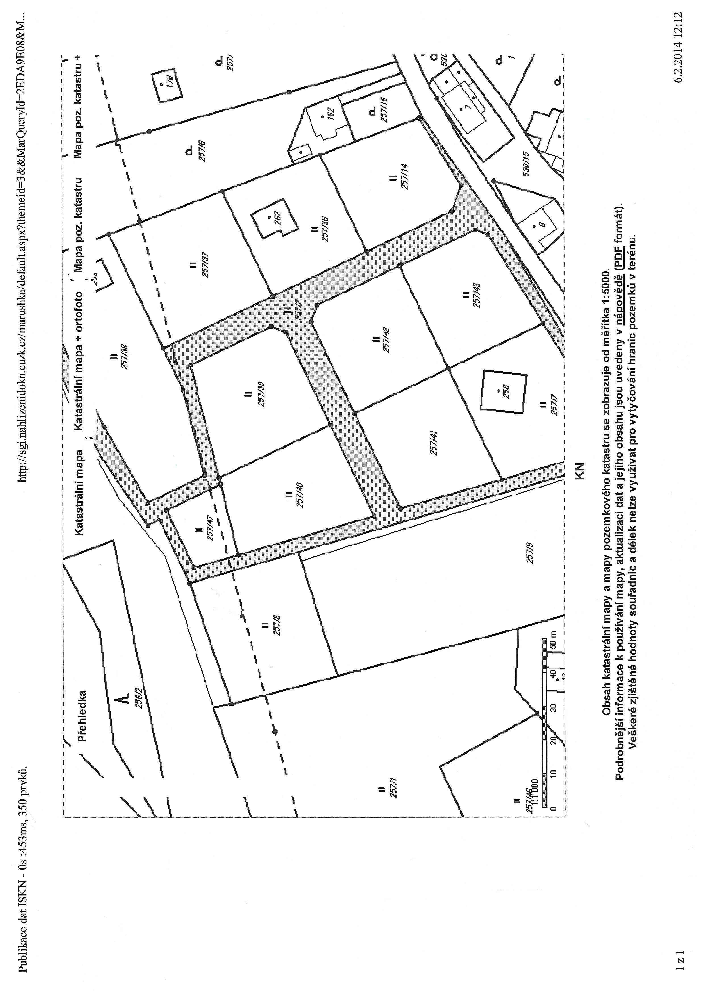 Publikace dat ISKN - 0s :453ms, 350 prvků.
http://sgi.nahlizenidokn.cuzk.cz/marushka/default.aspx?themeid=3&&MarQueryId=2EDA9E08&M...
Přehledka
Katastrální mapa
Katastrální mapa + ortofoto
Mapa poz. katastru
Mapa poz. katastru +
256/2
257/38
176
257/
257/6
257/37
257/47
257/8
257/39
262
257/40
257/2
257/36
162
257/16
257/42
257/14
257/1
257/41
257/43
530/15
7
8
258
257/7
257/9
257/46
1:1 000
0
10
20
30
40
50 m
KN
Obsah katastrální mapy a mapy pozemkového katastru se zobrazuje od měřítka 1:5000.
Podrobnější informace k používání mapy, aktualizaci dat a jejího obsahu jsou uvedeny v nápovědě (PDF formát).
Veškeré zjištěné hodnoty souřadnic a délek nelze využívat pro vytyčování hranic pozemků v terénu.
1 z 1
6.2.2014 12:12